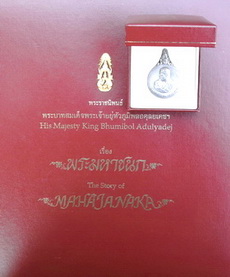 พระราชนิพนธ์
พระบาทสมเด็จพระเจ้าอยู่หัวภูมิพลอดุลยเดชฯ
His Majesty King Bhumibol Adulyadej
เรื่อง
พระมหาชนก
The Story of
MAHAJANAKA